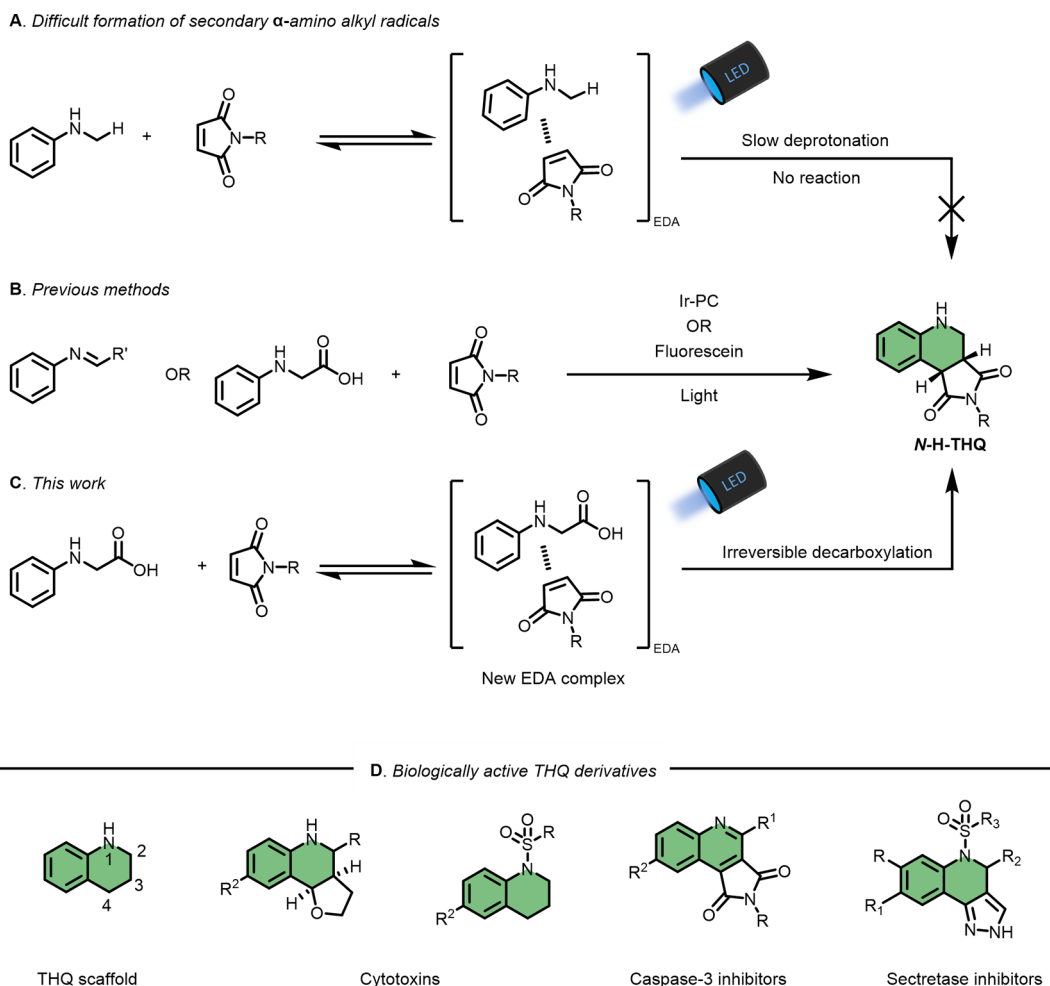 A. Difficult formation of secondary α-amino alkyl radicals
H
N
H
+
O
N
R
O
H
N
H
O
N
O
R
EDA
LED
Slow deprotonation
No reaction
B. Previous methods
N
R'
OR
H
N
O
OH
+
O
N
R
O
Ir-PC
OR
Fluorescein
Light
H
N
H
H
O
N
O
R
N-H-THQ
C. This work
H
N
O
OH
+
O
N
R
O
H
N
O
OH
O
N
O
R
EDA
New EDA complex
LED
Irreversible decarboxylation
D. Biologically active THQ derivatives
H
N
1
2
3
4
THQ scaffold
H
N
R
R2
H
H
O
O
O
S
R
N
R2
Cytotoxins
N
R1
R2
O
O
N
R
Caspase-3 inhibitors
O
O
S
R3
N
R
R2
R1
N
NH
Sectretase inhibitors